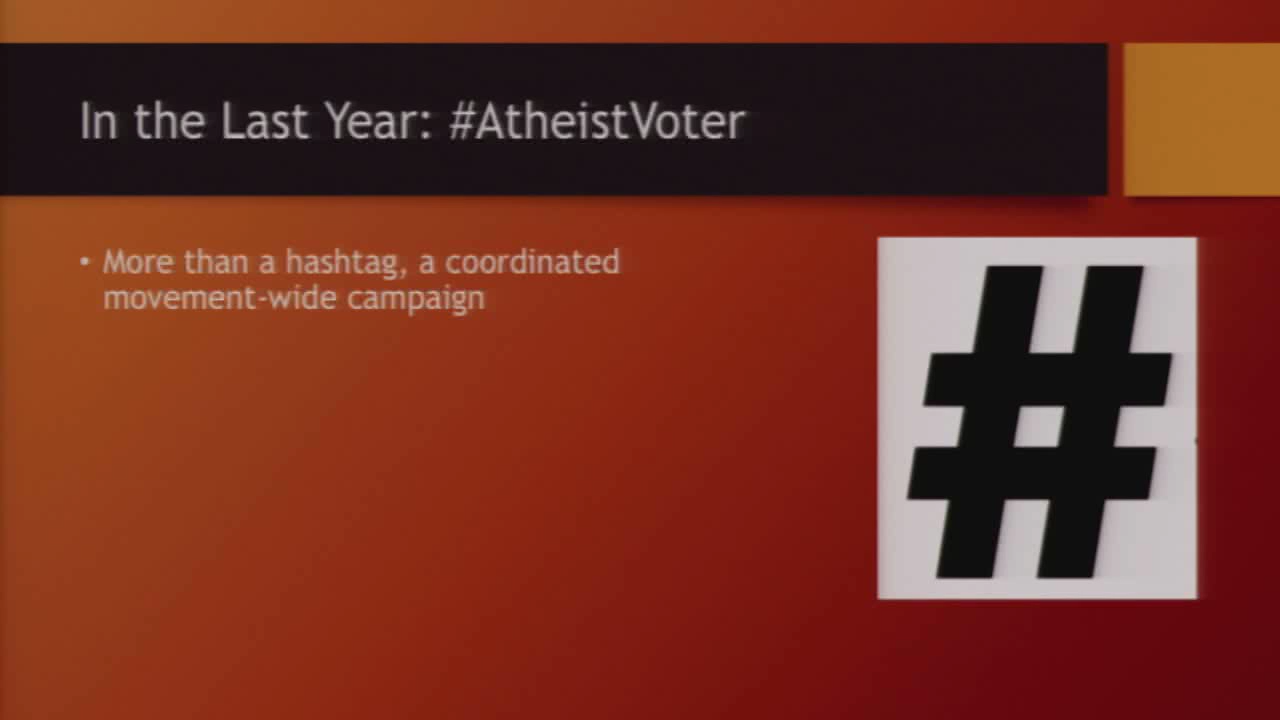 In the Last Year: #AtheistVoter
• More than a hashtag, a coordinated
movement-wide campaign
#